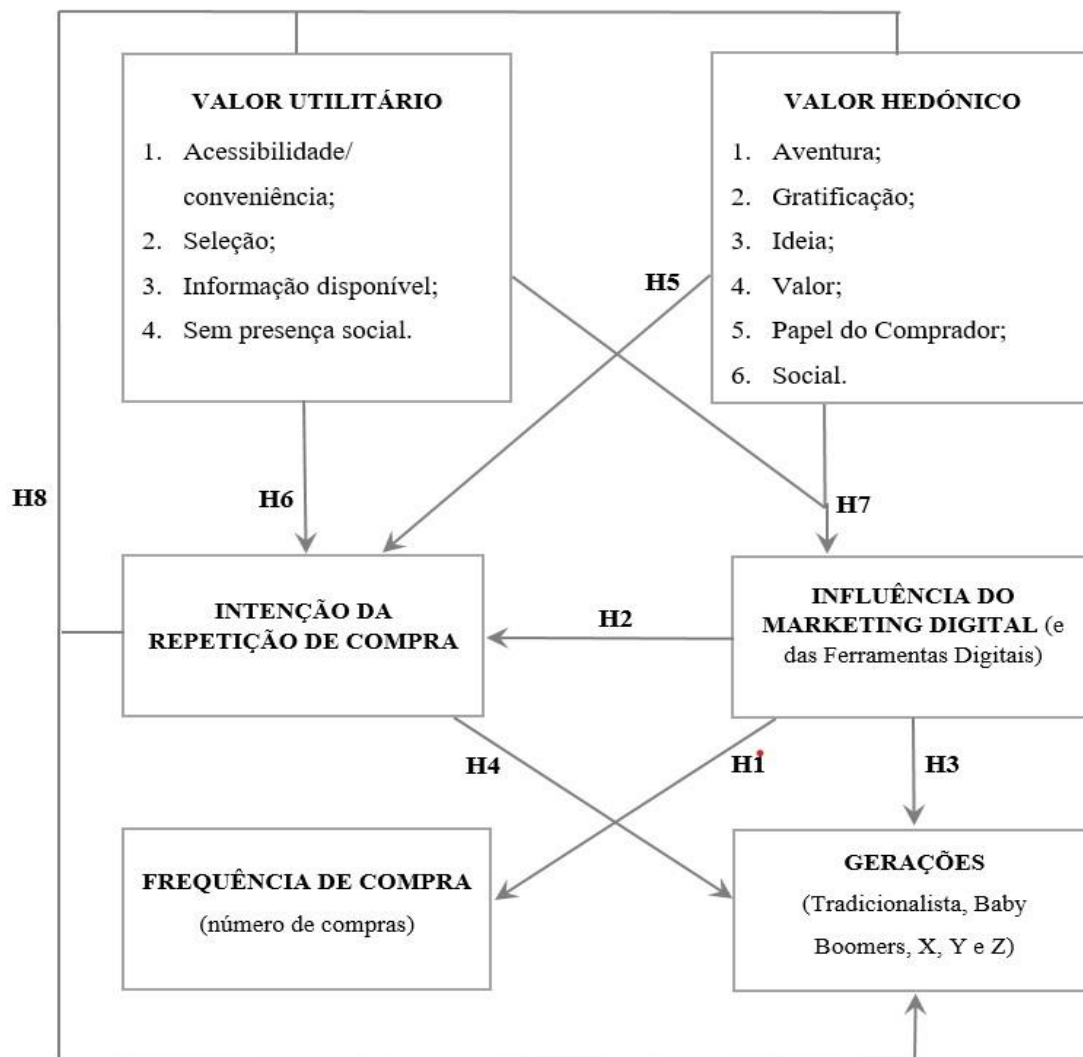 VALOR UTILITÁRIO
1. Acessibilidade/
conveniência;
2. Seleção;
3. Informação disponível;
4. Sem presença social.
VALOR HEDÓNICO
1. Aventura;
2. Gratificação;
3. Ideia;
4. Valor;
5. Papel do Comprador;
6. Social.
H5
H8
H6
H7
INTENÇÃO DA
REPETIÇÃO DE COMPRA
H2
INFLUÊNCIA DO
MARKETING DIGITAL (e
das Ferramentas Digitais)
H4
H1
H3
FREQUÊNCIA DE COMPRA
(número de compras)
GERAÇÕES
(Tradicionalista, Baby
Boomers, X, Y e Z)